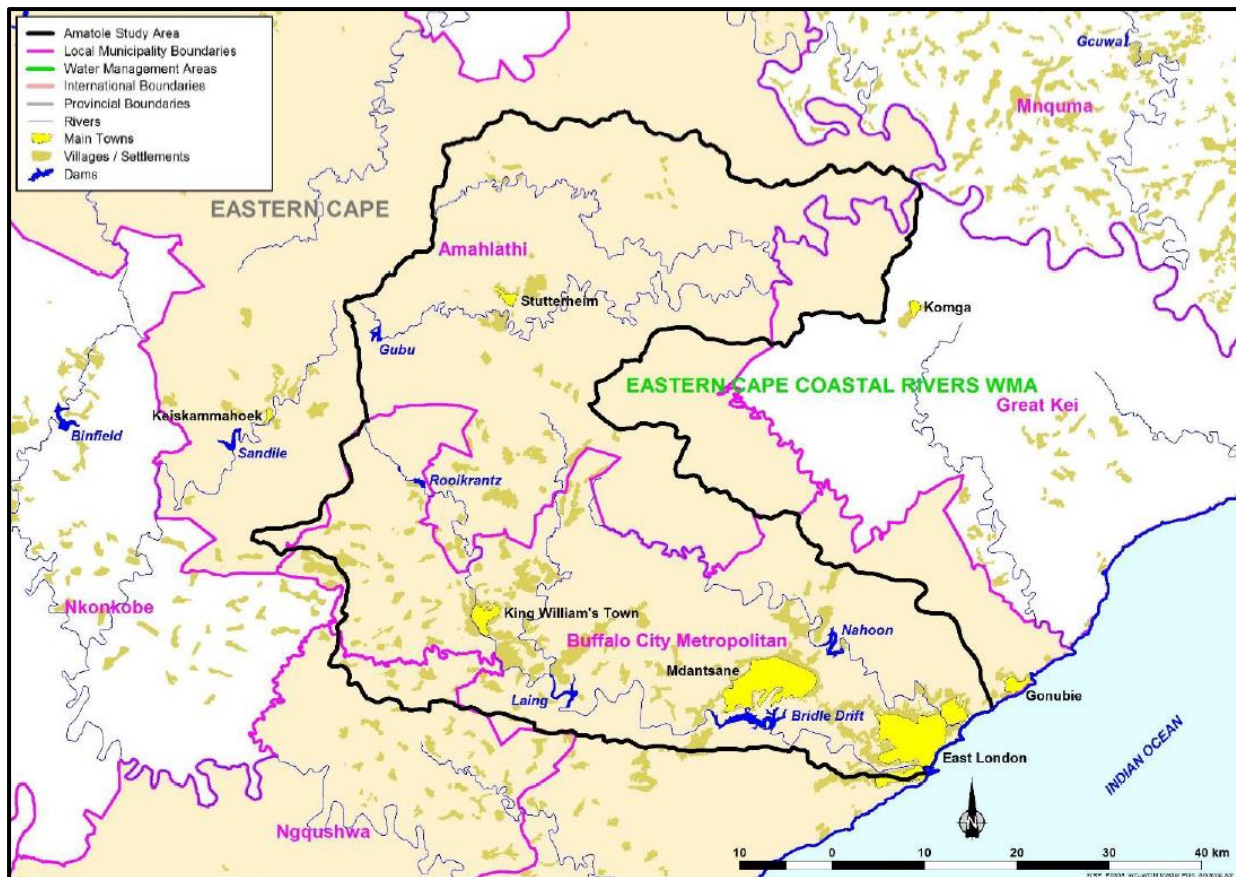 Amatole Study Area
Local Municipality Boundaries
Water Management Areas
International Boundaries
Provincial Boundaries
Rivers
Main Towns
Villages / Settlements
Dams
Gcuwa
Mnquma
EASTERN CAPE
Amahlathi
Stutterheim
Komga
Gubu
EASTERN CAPE COASTAL RIVERS WMA
Great Kei
Keiskammahoek
Binfield
Sandile
Rooikrantz
Nkonkobe
King William's Town
Buffalo City Metropolitan
Nahoon
Mdantsane
Laing
Bridle Drift
Gonubie
East London
INDIAN OCEAN
Ngqushwa
N
10 0 10 20 30 40 km